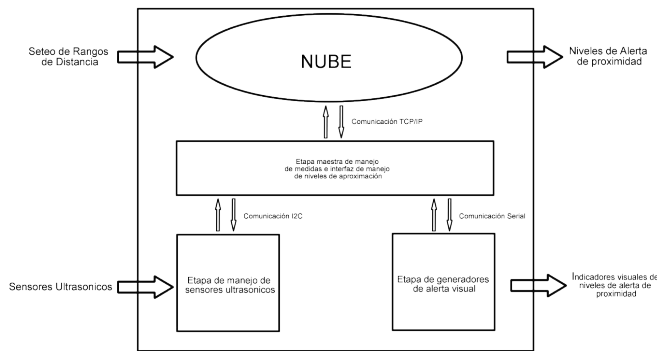 Seteo de Rangos
de Distancia
NUBE
Niveles de Alerta
de proximidad
Comunicación TCP/IP
Etapa maestra de manejo
de medidas e interfaz de manejo
de niveles de aproximación
Comunicación I2C
Comunicación Serial
Sensores Ultrasonicos
Etapa de manejo de
sensores ultrasonicos
Etapa de generadores
de alerta visual
Indicadores visuales de
niveles de alerta de
proximidad